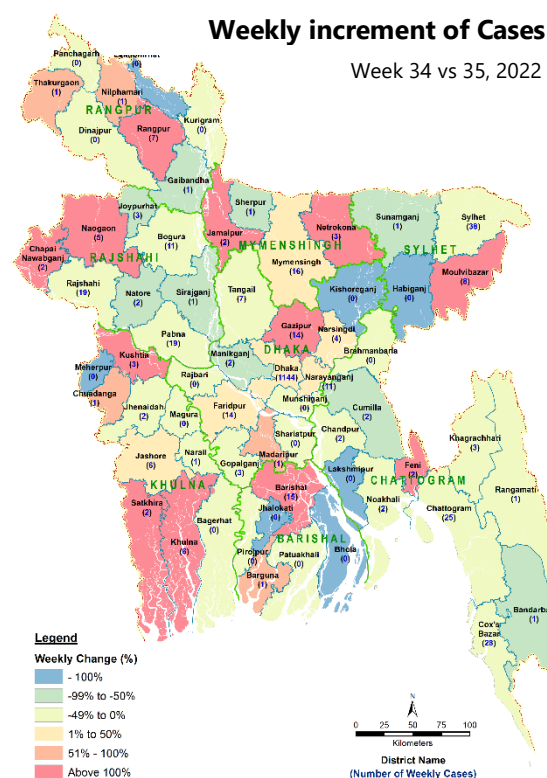 Weekly increment of Cases
Week 34 vs 35, 2022
Panchagarh
(0)
(0)
Thakurgaon
(1)
Nilphamari
(1)
RANGPUR
Kurigram
(0)
Dinajpur
(0)
Rangpur
(7)
Gaibandha
(1)
Joypurhat
(3)
Sherpur
(1)
Naogaon
(5)
Bogura
(11)
Jamalpur
(2)
Netrokona
(3)
Sunamganj
(1)
Sylhet
(38)
MYMENSHINGH
SYLHET
Chapai
Nawabganj
(2)
RAJSHAHI
Mymensingh
(16)
Rajshahi
(19)
Natore
(2)
Sirajganj
(1)
Tangail
(7)
Kishoreganj
(0)
Habiganj
(0)
Moulvibazar
(6)
Pabna
(19)
Gazipur
(14)
Narsingdi
(4)
DHAKA
Brahmanbaria
(0)
Kushtia
(3)
Manikganj
(2)
Meherpur
(0)
Rajbari
(0)
Dhaka
(1144)
Narayanganj
(11)
Chuadanga
(1)
Munshiganj
(0)
Jhenaidah
(2)
Magura
(0)
Faridpur
(14)
Cumilla
(2)
Shariatpur
(0)
Chandpur
(2)
Khagrachhari
(3)
Narail
(1)
Madaripur
(1)
Jashore
(6)
Gopalganj
(3)
Lakshmipur
(0)
Feni
(2)
KHULNA
CHATTOGRAM
Rangamati
(1)
Satkhira
(2)
Barishal
(15)
Noakhali
(2)
Chattogram
(25)
Khulna
(6)
Bagerhat
(0)
Jhalokati
(0)
BARISHAL
Pirojpur
(0)
Patuakhali
(0)
Bhola
(0)
Barguna
(1)
Bandarba
(1)
Cox's
Bazar
(28)
Legend
Weekly Change (%)
- 100%
-99% to -50%
-49% to 0%
1% to 50%
51% - 100%
Above 100%
N
0 25 50 75 100
Kilometers
District Name
(Number of Weekly Cases)